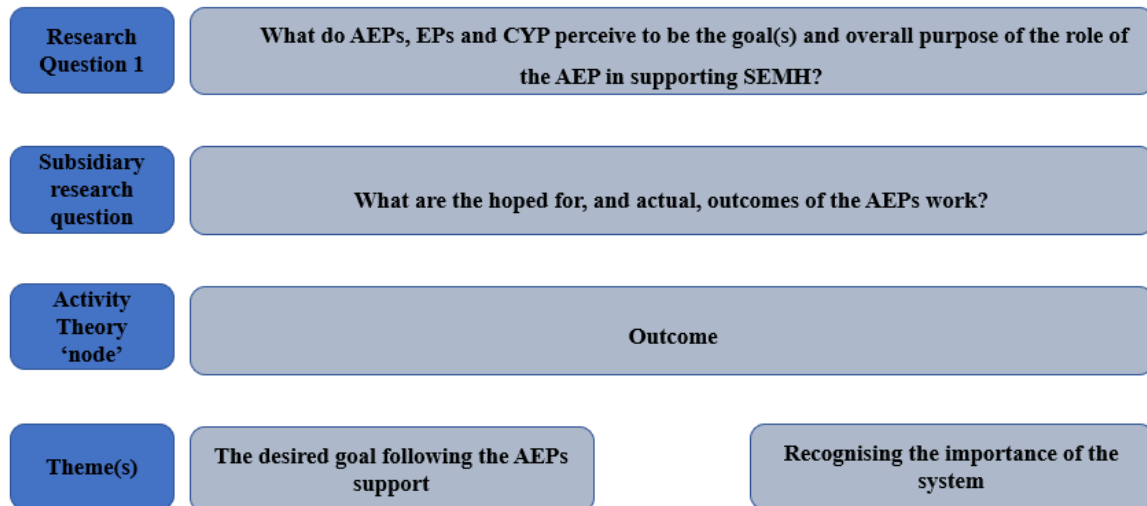 Research
Question 1
What do AEPs, EPs and CYP perceive to be the goal(s) and overall purpose of the role of
the AEP in supporting SEMH?
Subsidiary
research
question
What are the hoped for, and actual, outcomes of the AEPs work?
Activity
Theory
‘node’
Outcome
Theme(s)
The desired goal following the AEPs
support
Recognising the importance of the
system